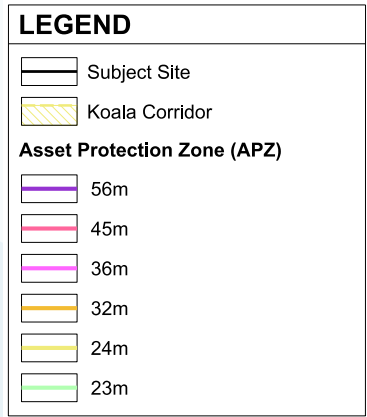 LEGEND
Subject Site
Koala Corridor
Asset Protection Zone (APZ)
56m
45m
36m
32m
24m
23m